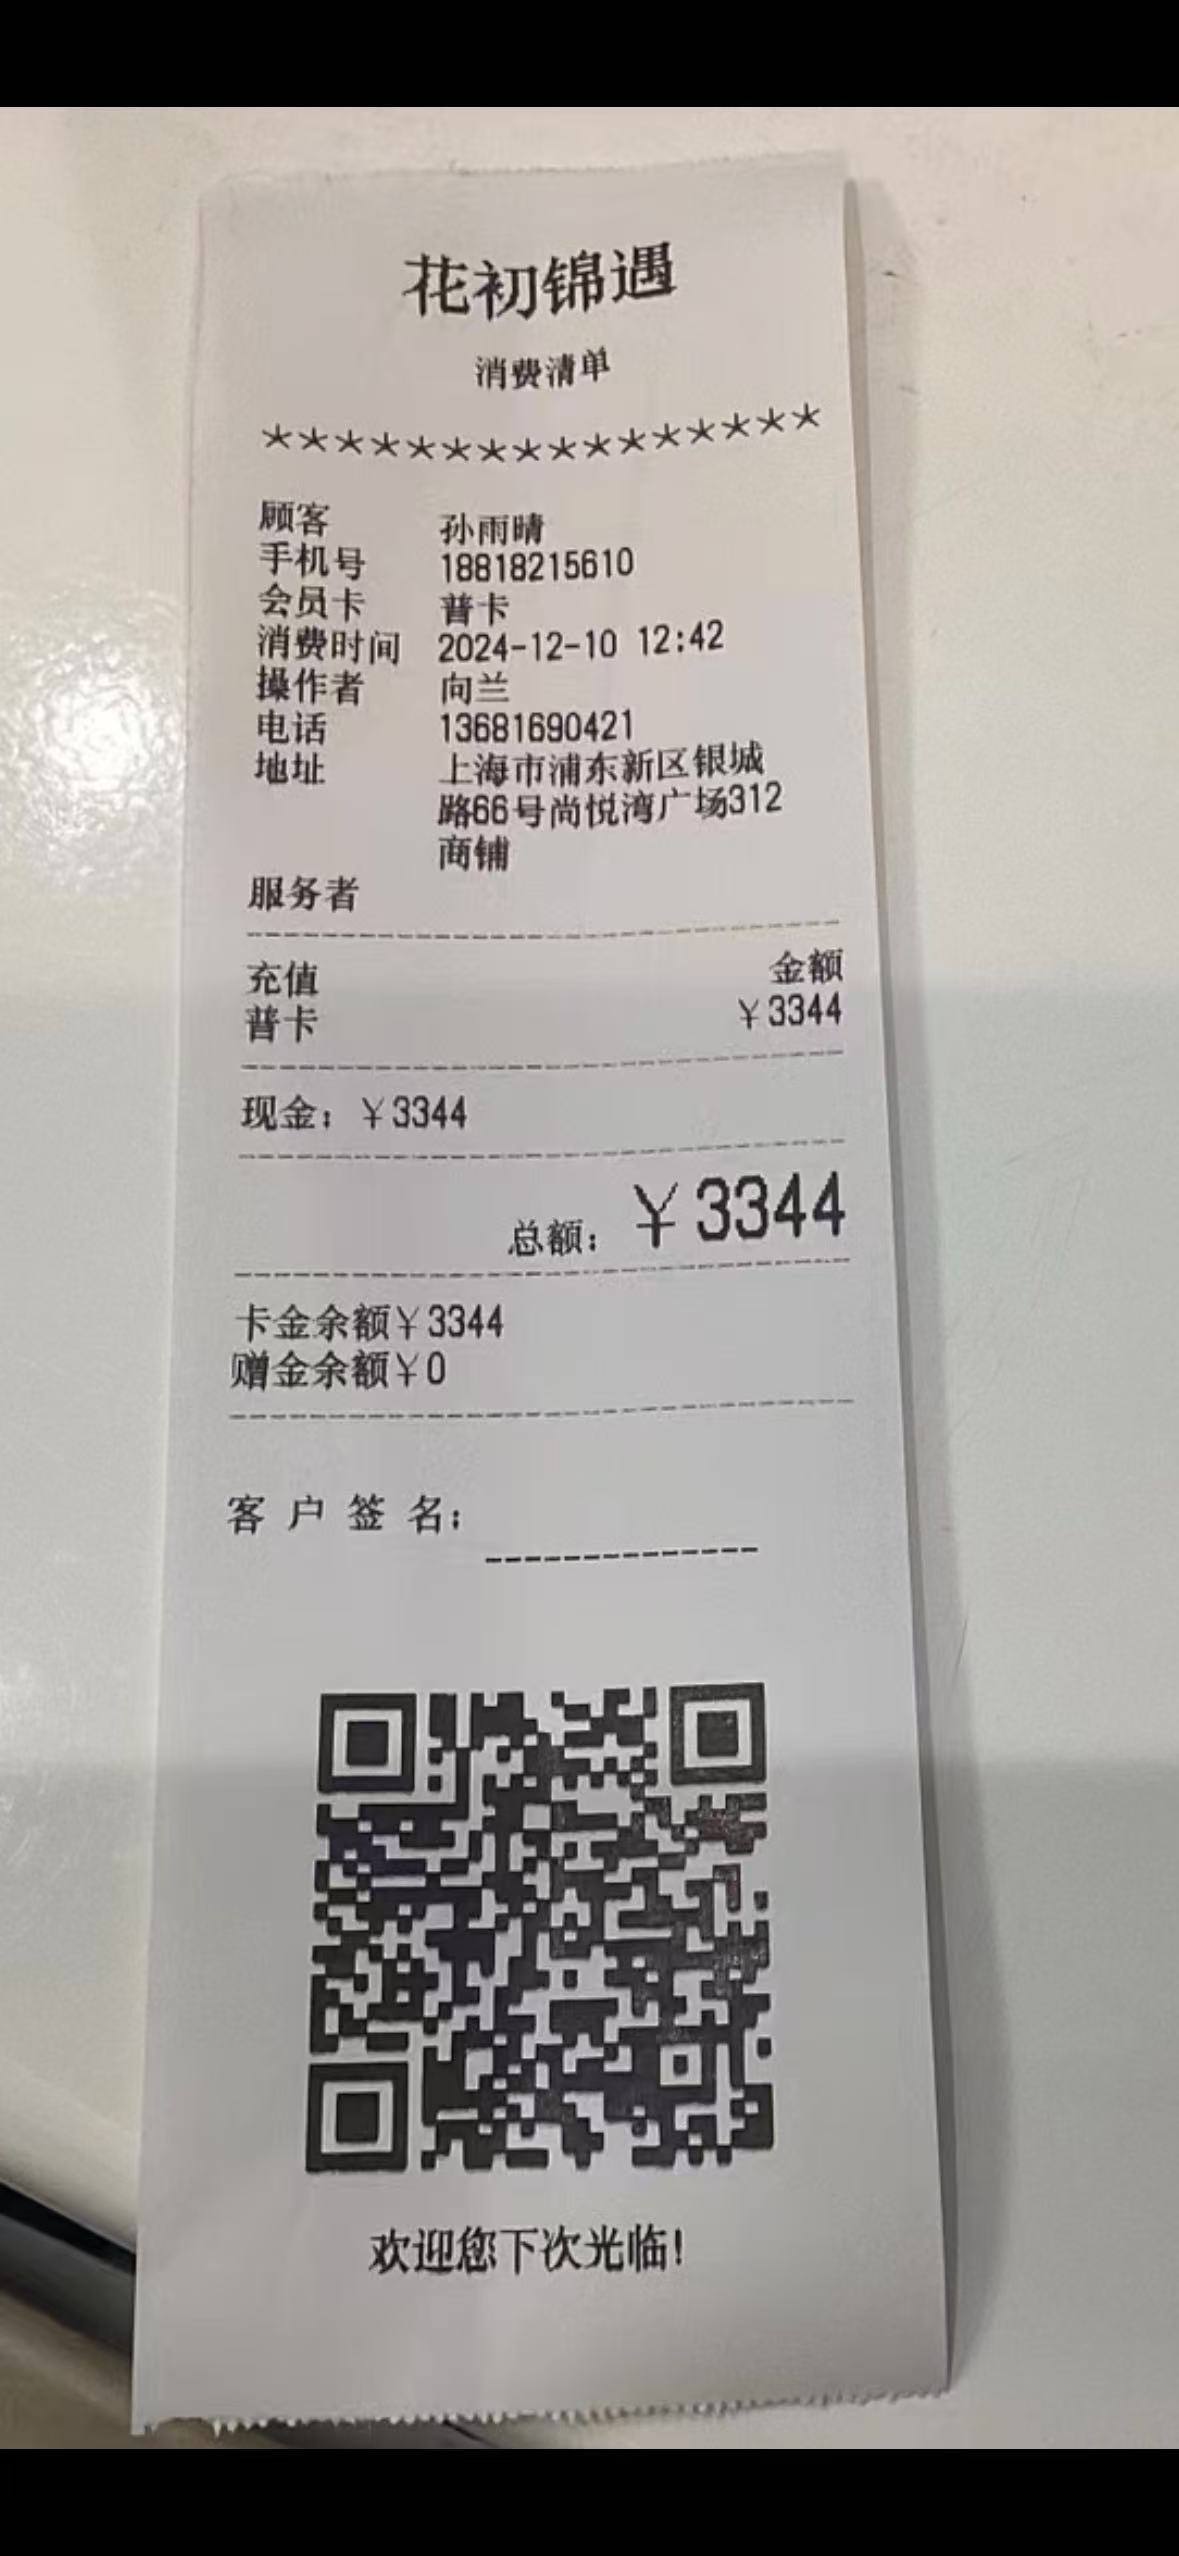 花初锦遇
消费清单
****************
顾客 孙雨晴
手机号 18818215610
会员卡 普卡
消费时间 2024-12-10 12:42
操作者 向兰
电话 13681690421
地址 上海市浦东新区银城
路66号尚悦湾广场312
商铺
服务者
充值 金额
普卡 ￥3344
现金：￥3344
总额：￥3344
卡金余额￥3344
赠金余额￥0
客户签名：
欢迎您下次光临！